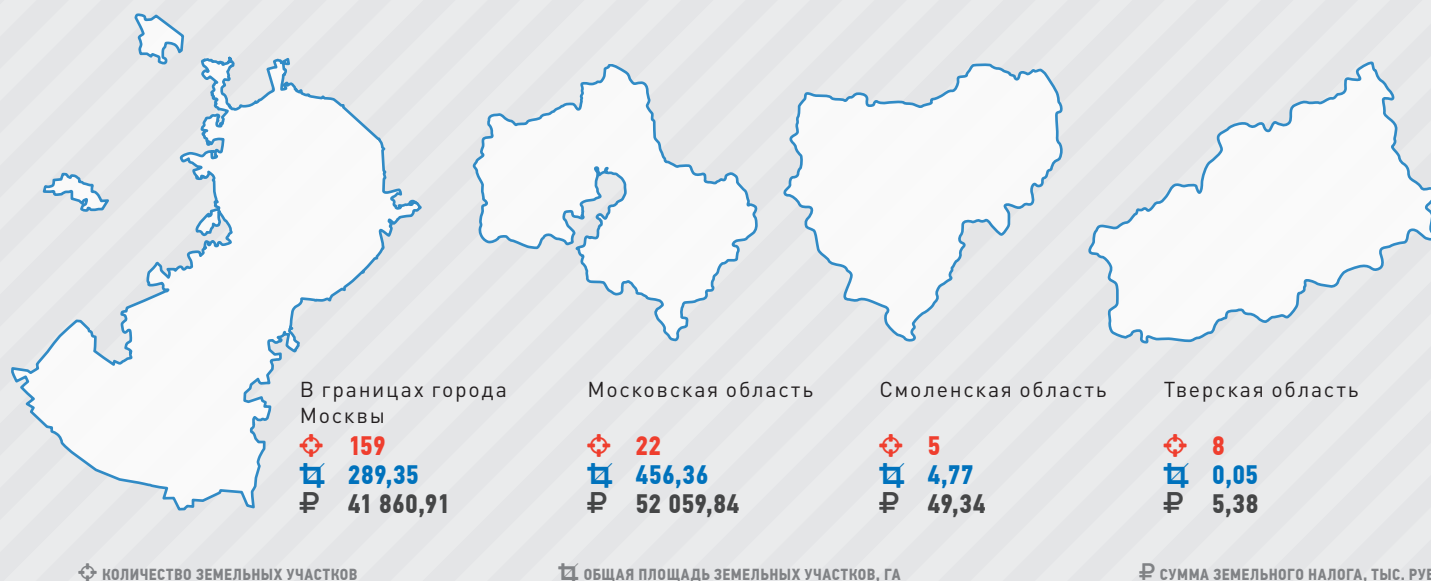 В границах города
Москвы
159
289,35
₽ 41 860,91
Московская область
22
456,36
₽ 52 059,84
Смоленская область
5
4,77
₽ 49,34
Тверская область
8
0,05
₽ 5,38
КОЛИЧЕСТВО ЗЕМЕЛЬНЫХ УЧАСТКОВ
ОБЩАЯ ПЛОЩАДЬ ЗЕМЕЛЬНЫХ УЧАСТКОВ, ГА
₽ СУММА ЗЕМЕЛЬНОГО НАЛОГА, ТЫС. РУБ